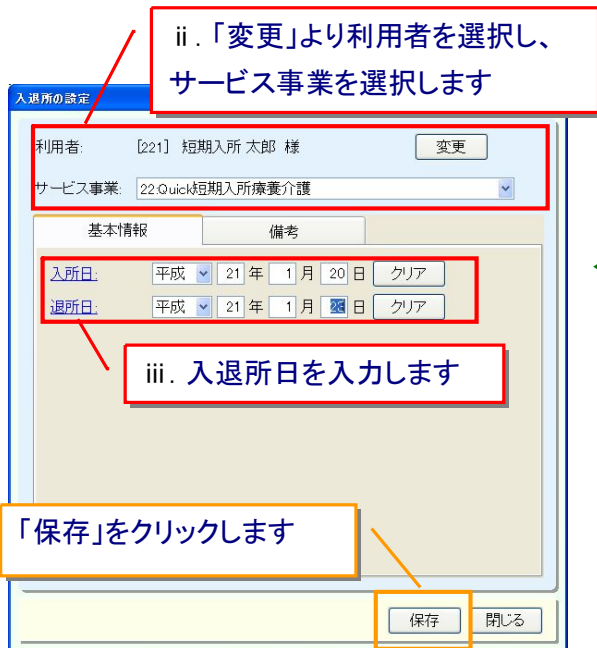 ⅱ.「変更」より利用者を選択し、
サービス事業を選択します
入退所の設定
利用者: [221] 短期入所 太郎 様 変更
サービス事業: 22:Quick短期入所療養介護
基本情報 備考
入所日: 平成 21 年 1 月 20 日 クリア
退所日: 平成 21 年 1 月 26 日 クリア
ⅲ.入退所日を入力します
「保存」をクリックします
保存 閉じる